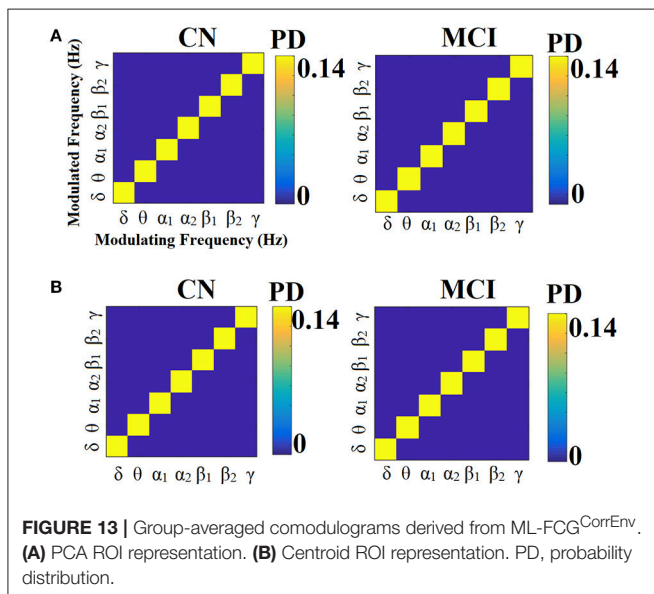 A
CN
PD
MCI
PD
Modulated Frequency (Hz)
δ θ α1 α2 β1 β2 γ
0.14
0
δ θ α1 α2 β1 β2 γ
0.14
0
δ θ α1 α2 β1 β2 γ
Modulating Frequency (Hz)
δ θ α1 α2 β1 β2 γ
B
CN
PD
MCI
PD
δ θ α1 α2 β1 β2 γ
0.14
0
δ θ α1 α2 β1 β2 γ
0.14
0
δ θ α1 α2 β1 β2 γ
δ θ α1 α2 β1 β2 γ
FIGURE 13 | Group-averaged comodulograms derived from ML-FCG^CorrEnv.
(A) PCA ROI representation. (B) Centroid ROI representation. PD, probability
distribution.